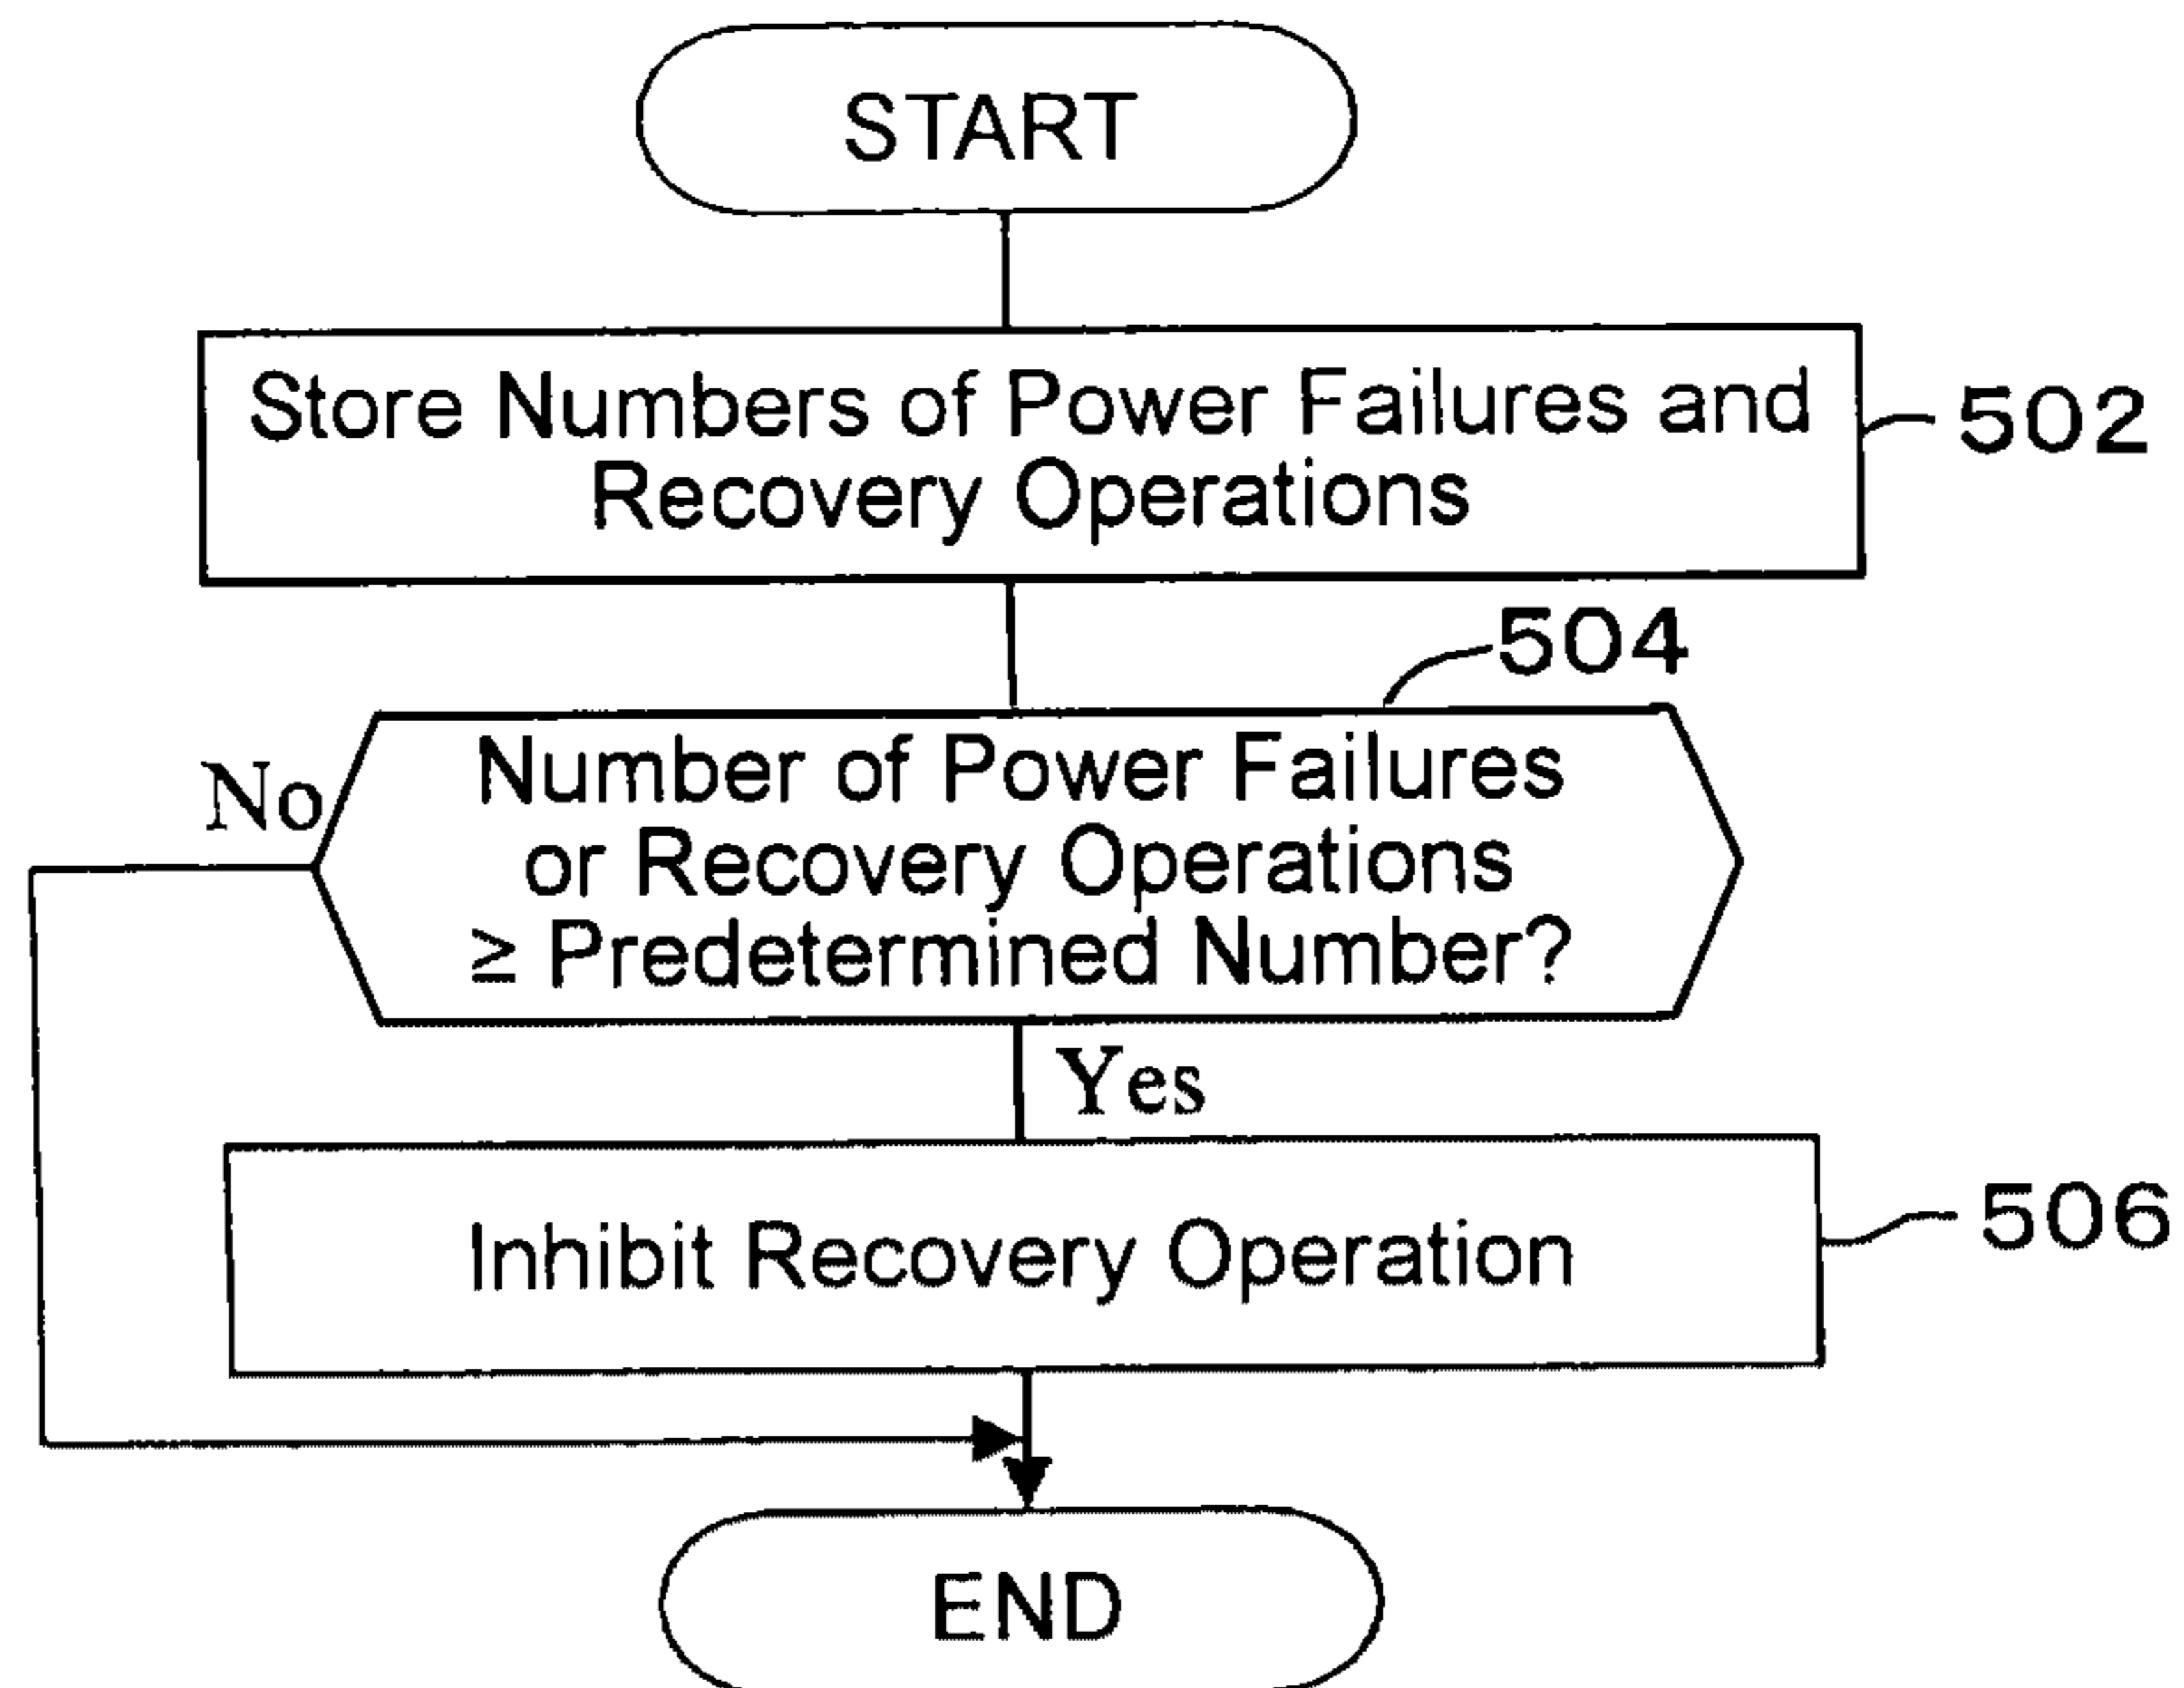 START
Store Numbers of Power Failures and
Recovery Operations
502
504
No
Number of Power Failures
or Recovery Operations
≥ Predetermined Number?
Yes
Inhibit Recovery Operation
506
END